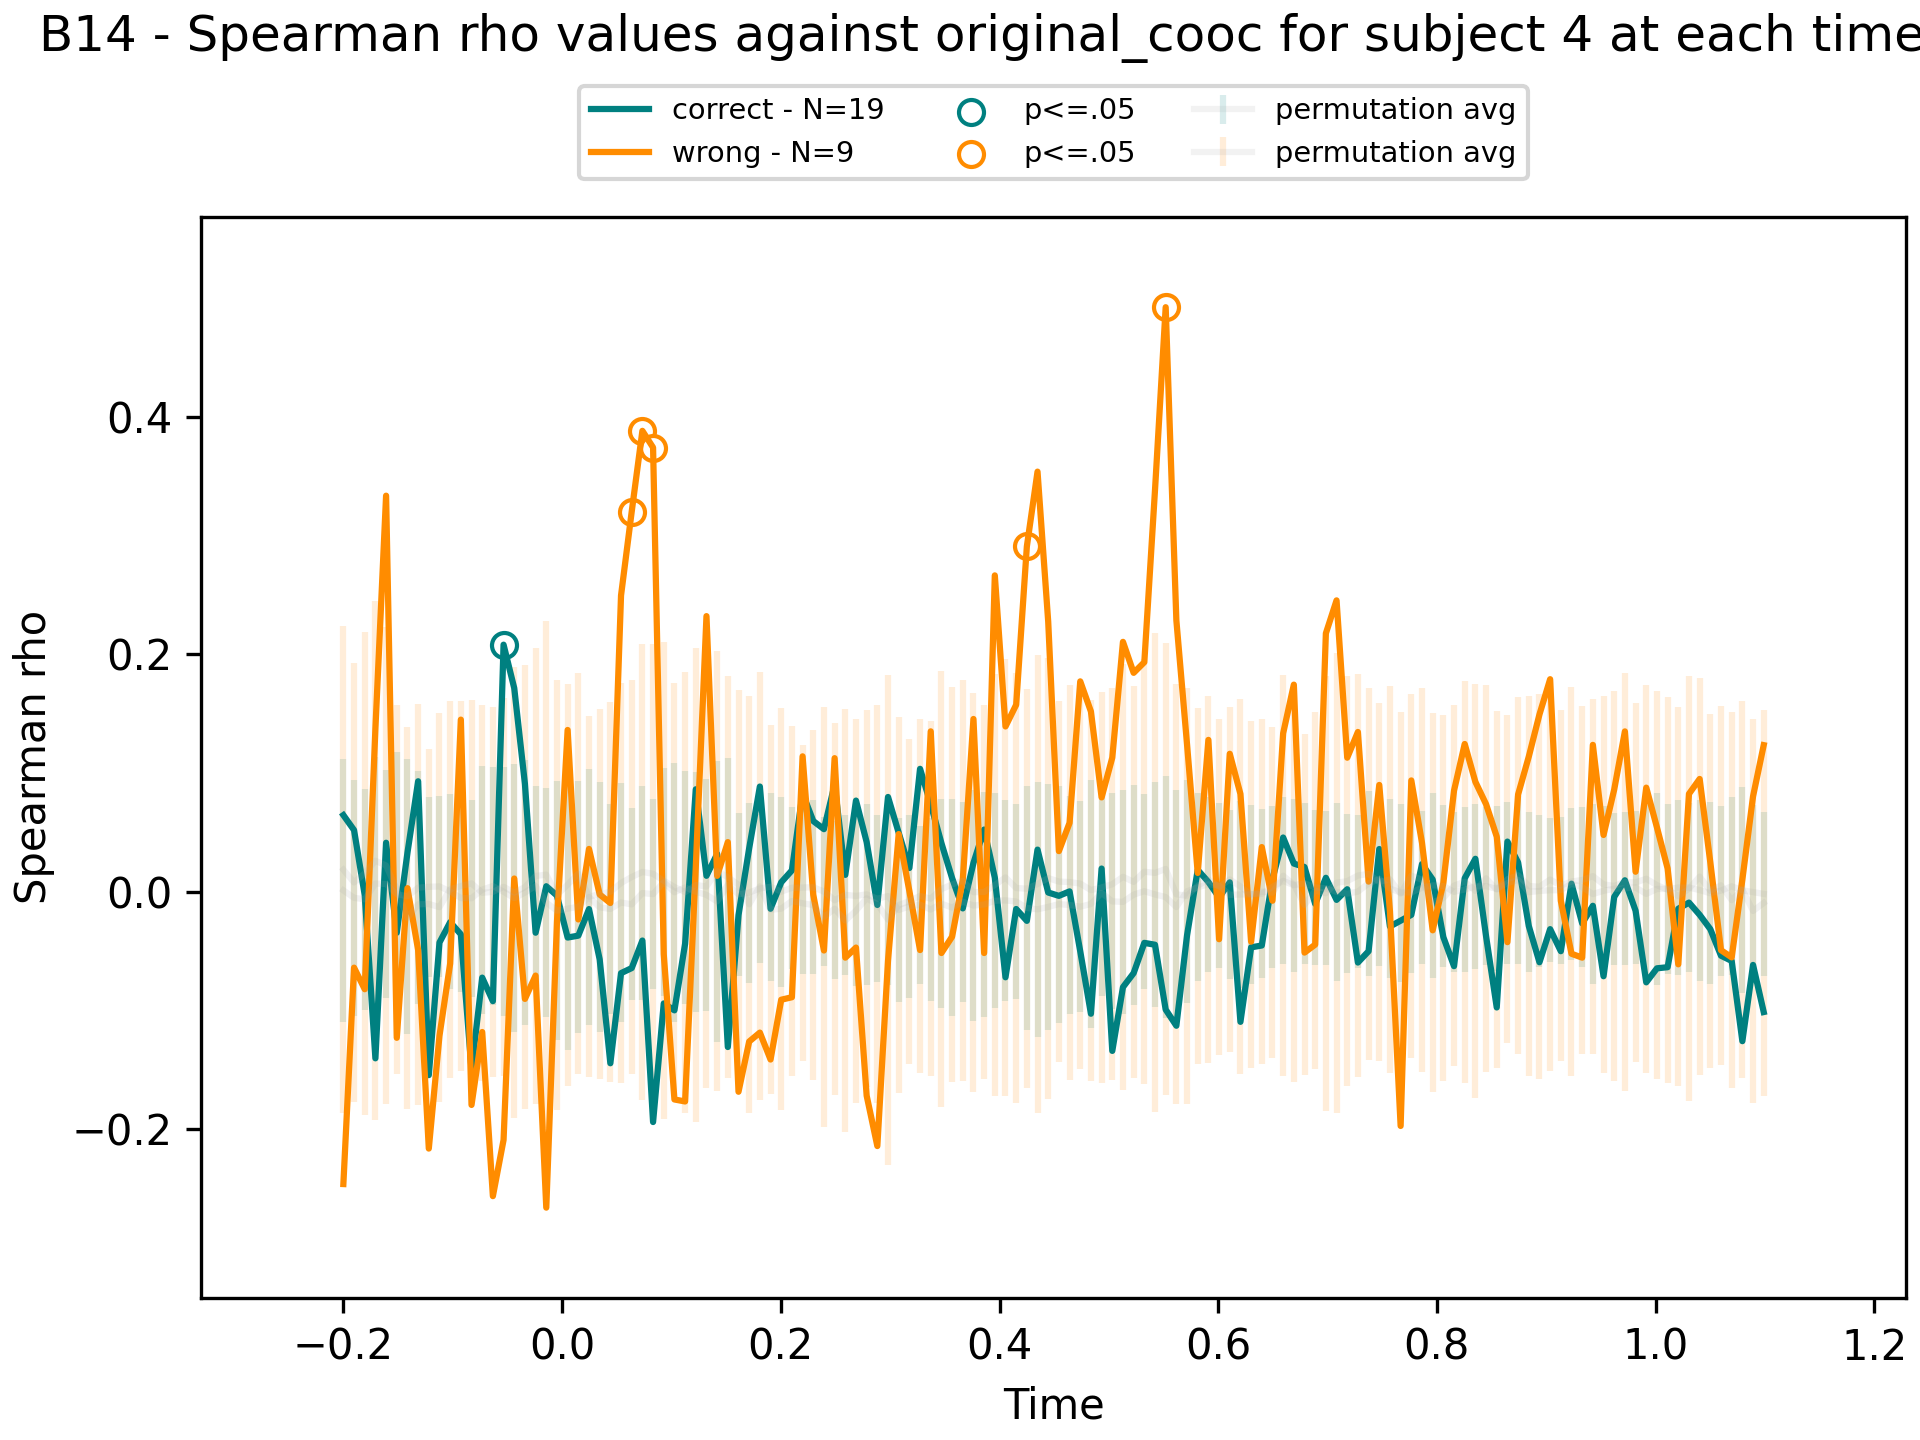 B14 - Spearman rho values against original_cooc for subject 4 at each time
correct - N=19
wrong - N=9
p<=.05
p<=.05
permutation avg
permutation avg
Spearman rho
0.4
0.2
0.0
−0.2
−0.2 0.0 0.2 0.4 0.6 0.8 1.0 1.2
Time